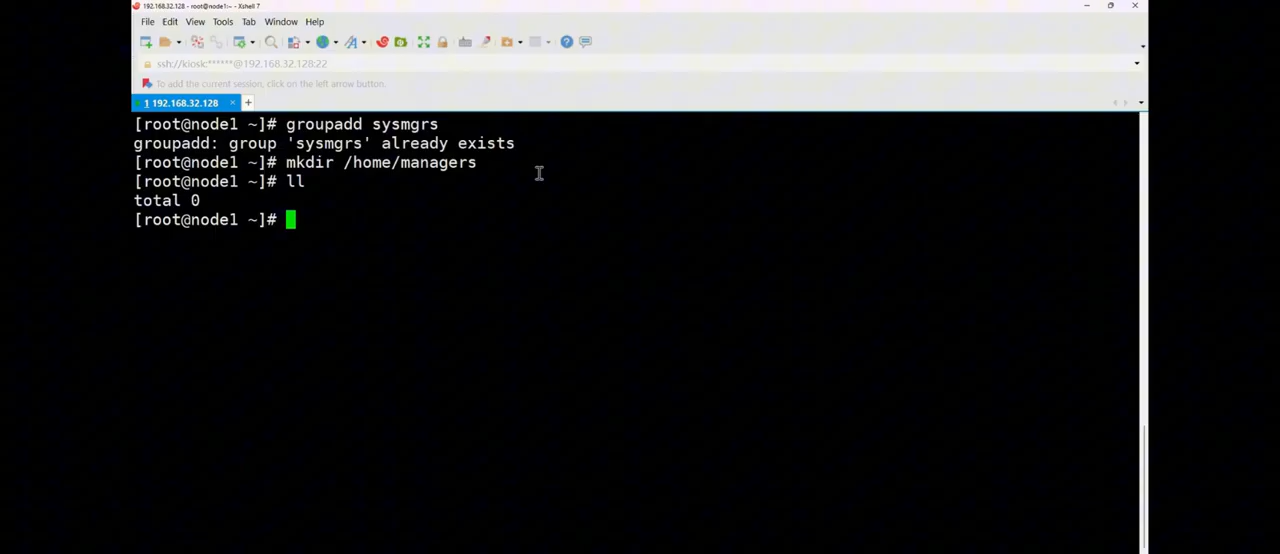 192.168.32.128 - root@node1:~ - Xshell 7
File Edit View Tools Tab Window Help
ssh://kiosk:******@192.168.32.128:22
To add the current session, click on the left arrow button.
1 192.168.32.128 × +
[root@node1 ~]# groupadd sysmgrs
groupadd: group 'sysmgrs' already exists
[root@node1 ~]# mkdir /home/managers
[root@node1 ~]# ll
total 0
[root@node1 ~]#